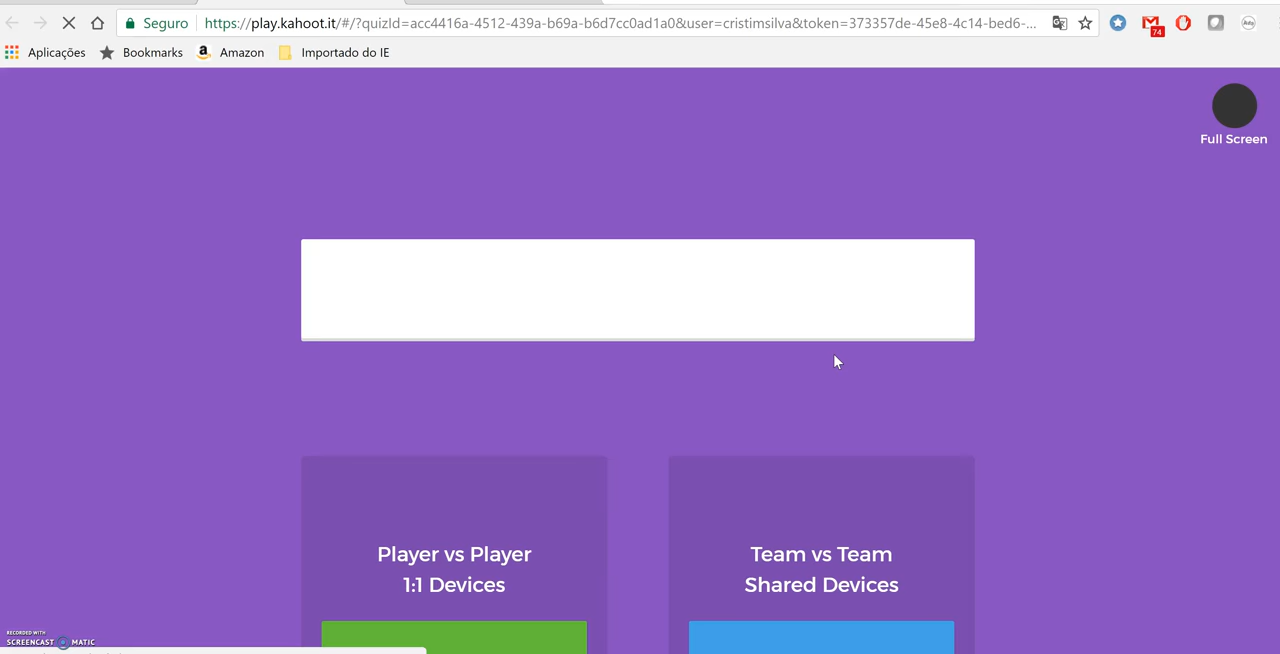 Seguro https://play.kahoot.it/#/?quizId=acc4416a-4512-439a-b69a-b6d7cc0ad1a0&user=cristimsilva&token=373357de-45e8-4c14-bed6-...
74
Aplicações Bookmarks Amazon Importado do IE
Full Screen
Player vs Player
1:1 Devices
Team vs Team
Shared Devices
RECORDED WITH
SCREENCAST MATIC